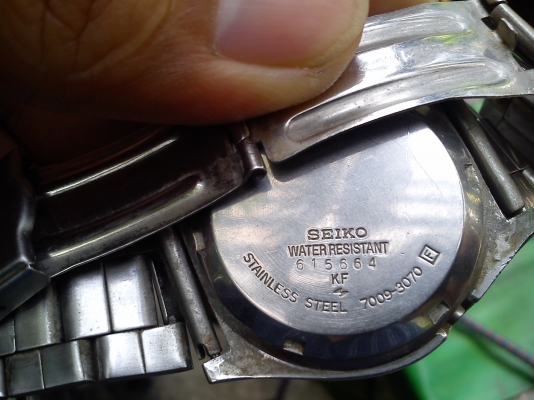 SEIKO
WATER RESISTANT
615664
KF
STAINLESS STEEL 7009-3070 E